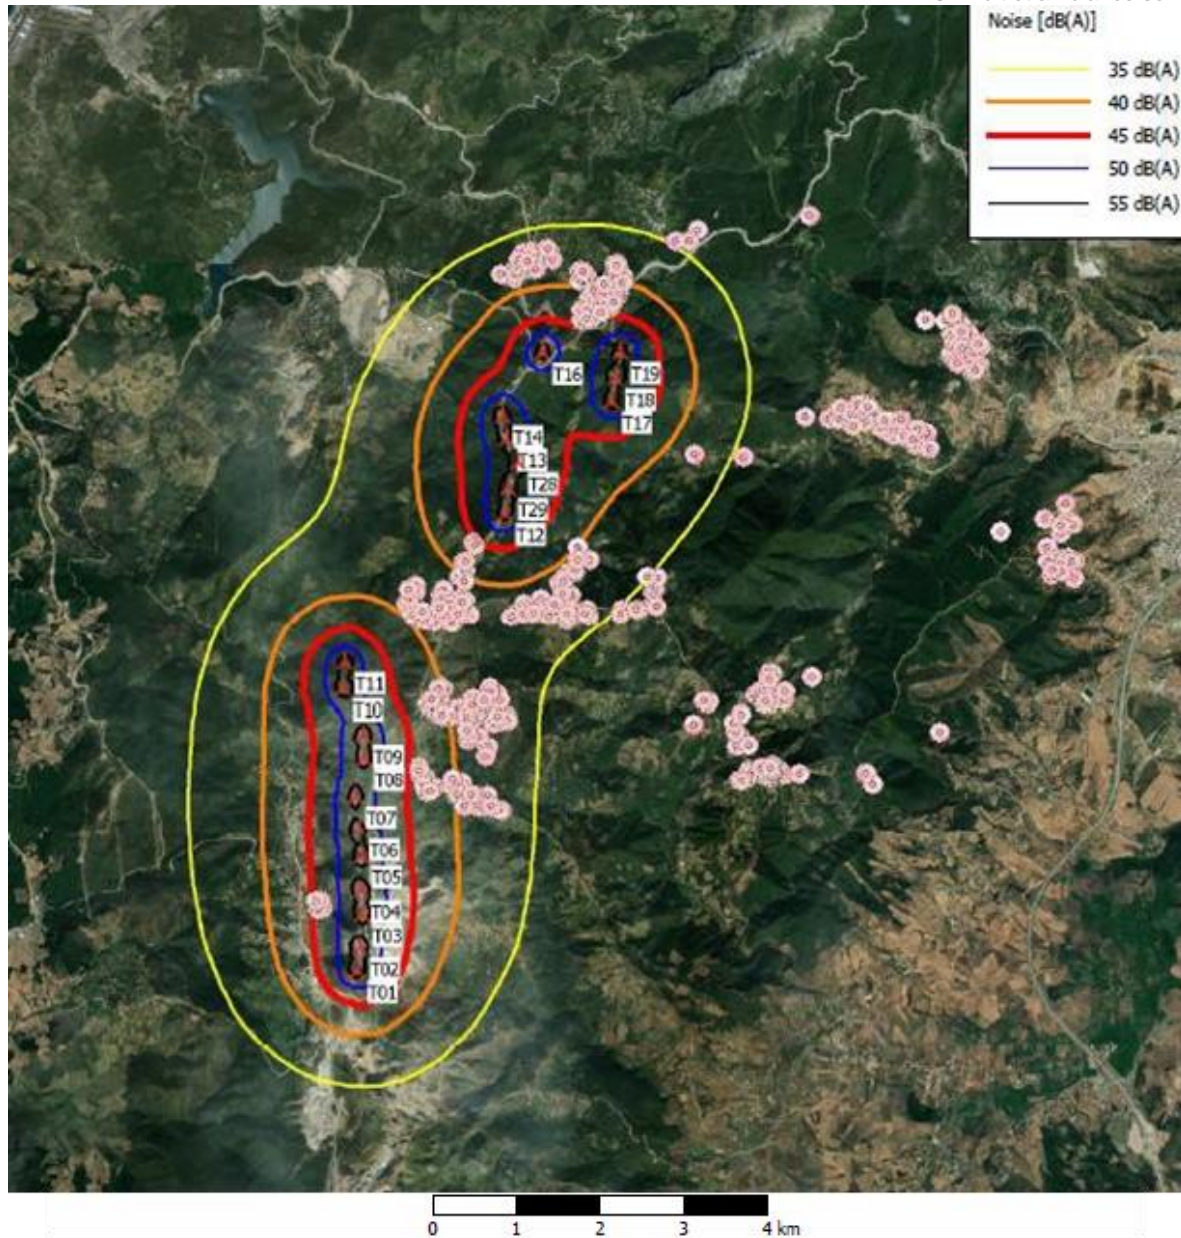 Noise [dB(A)]
35 dB(A)
40 dB(A)
45 dB(A)
50 dB(A)
55 dB(A)
T16
T19
T18
T17
T14
T13
T28
T29
T12
T11
T10
T09
T08
T07
T06
T05
T04
T03
T02
T01
0 1 2 3 4 km